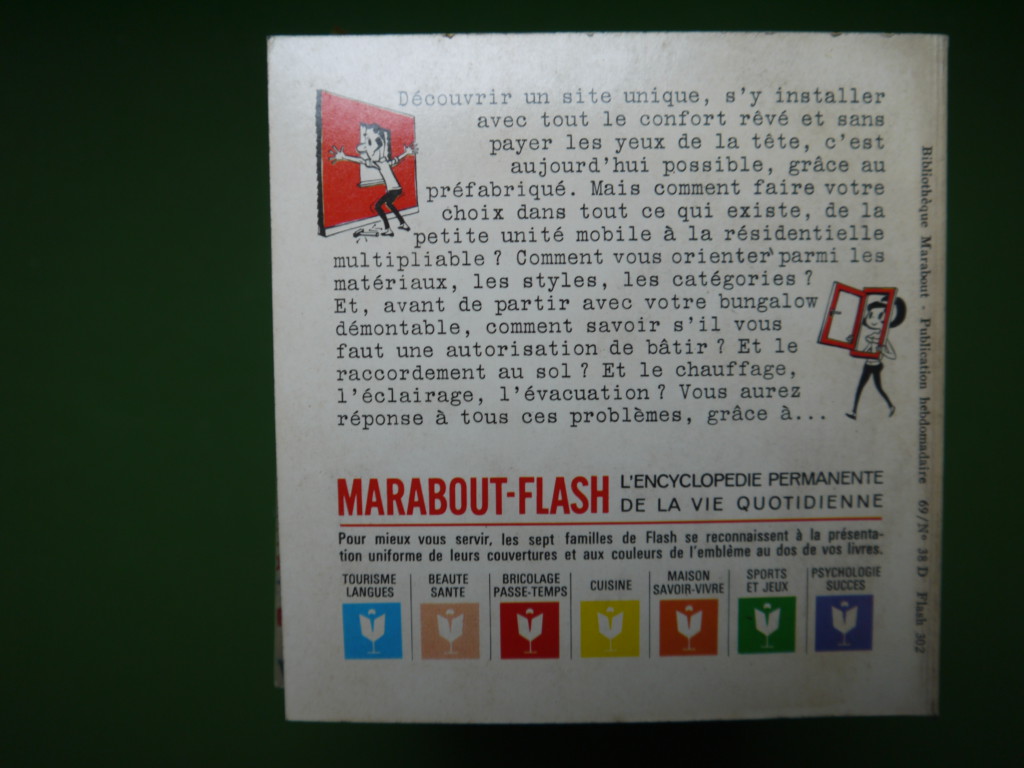 Découvrir un site unique, s'y installer
avec tout le confort rêvé et sans
payer les yeux de la tête, c'est
aujourd'hui possible, grâce au
préfabriqué. Mais comment faire votre
choix dans tout ce qui existe, de la
petite unité mobile à la résidentielle
multipliable ? Comment vous orienter parmi les
matériaux, les styles, les catégories ?
Et, avant de partir avec votre bungalow
démontable, comment savoir s'il vous
faut une autorisation de bâtir ? Et le
raccordement au sol ? Et le chauffage,
l'éclairage, l'évacuation ? Vous aurez
réponse à tous ces problèmes, grâce à...
MARABOUT-FLASH L'ENCYCLOPEDIE PERMANENTE
DE LA VIE QUOTIDIENNE
Pour mieux vous servir, les sept familles de Flash se reconnaissent à la présenta-
tion uniforme de leurs couvertures et aux couleurs de l'emblème au dos de vos livres.
TOURISME
LANGUES
BEAUTE
SANTE
BRICOLAGE
PASSE-TEMPS
CUISINE
MAISON
SAVOIR-VIVRE
SPORTS
ET JEUX
PSYCHOLOGIE
SUCCES
Bibliothèque Marabout - Publication hebdomadaire 69/N° 38 D Flash 302